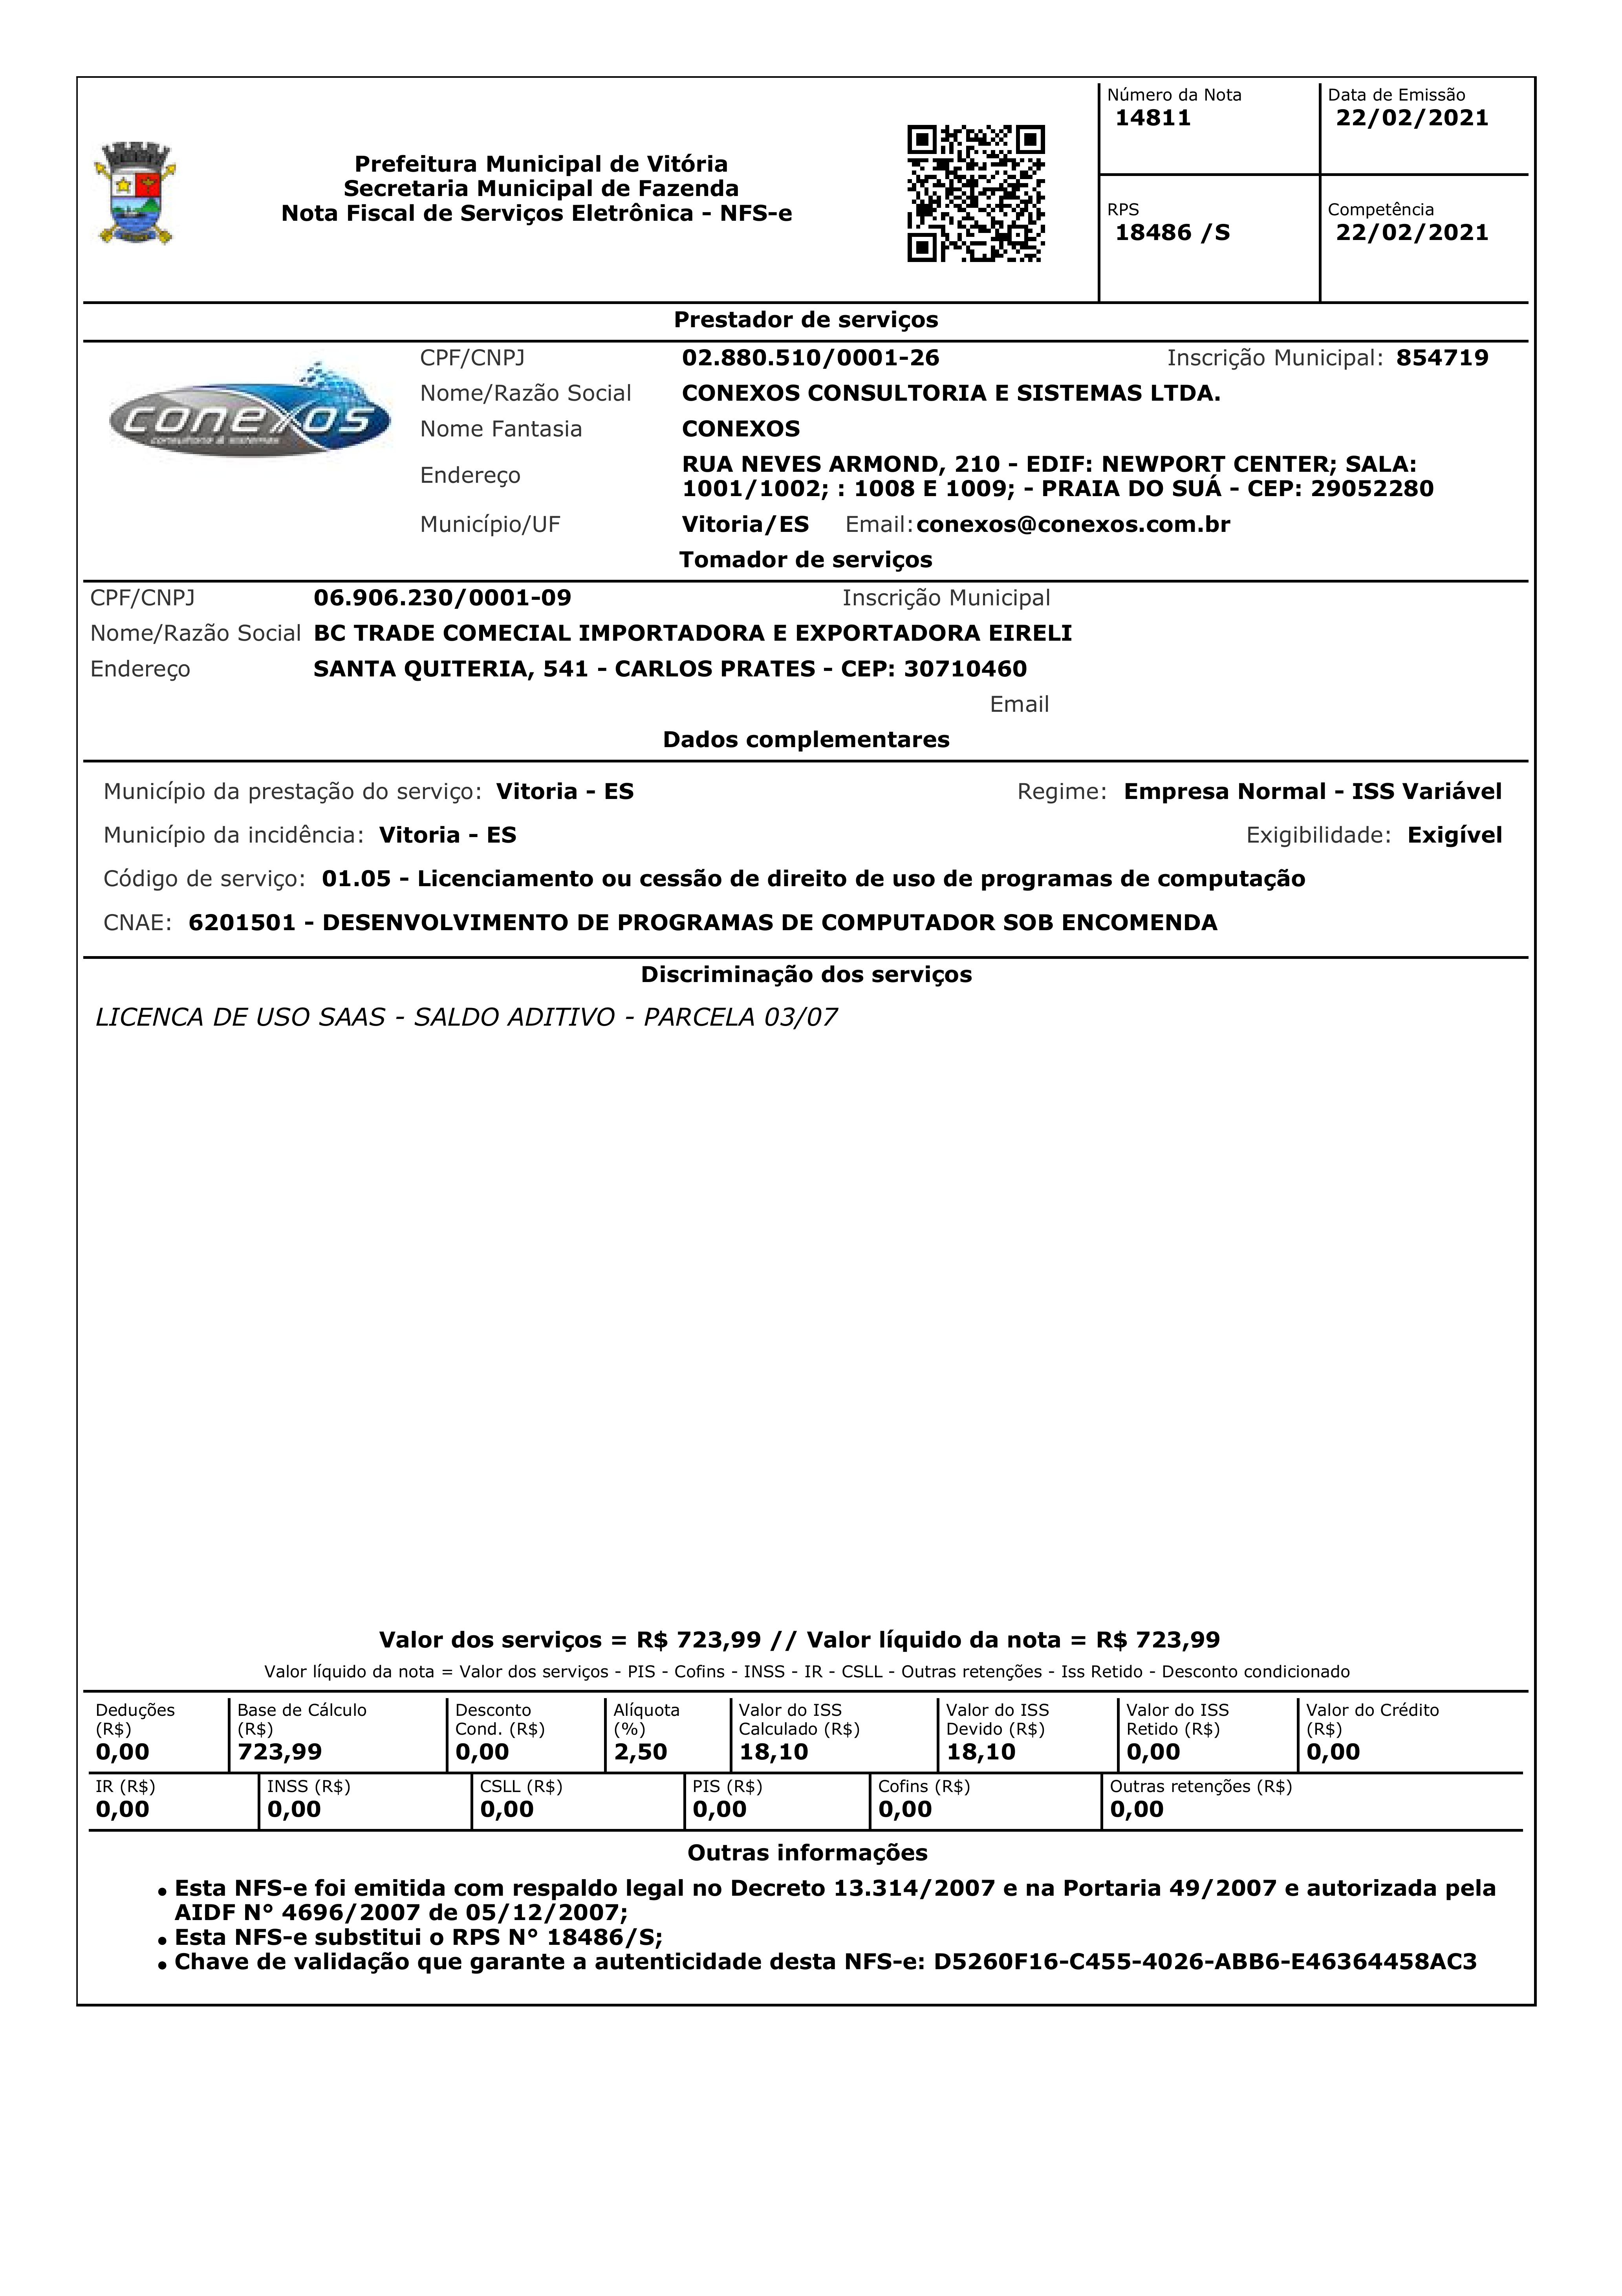 Número da Nota
14811
Data de Emissão
22/02/2021
Prefeitura Municipal de Vitória
Secretaria Municipal de Fazenda
Nota Fiscal de Serviços Eletrônica - NFS-e
RPS
18486 /S
Competência
22/02/2021
Prestador de serviços
conexos
consultoria & sistemas
CPF/CNPJ 02.880.510/0001-26 Inscrição Municipal: 854719
Nome/Razão Social CONEXOS CONSULTORIA E SISTEMAS LTDA.
Nome Fantasia CONEXOS
Endereço RUA NEVES ARMOND, 210 - EDIF: NEWPORT CENTER; SALA:
1001/1002; : 1008 E 1009; - PRAIA DO SUÁ - CEP: 29052280
Município/UF Vitoria/ES Email: conexos@conexos.com.br
Tomador de serviços
CPF/CNPJ 06.906.230/0001-09 Inscrição Municipal
Nome/Razão Social BC TRADE COMECIAL IMPORTADORA E EXPORTADORA EIRELI
Endereço SANTA QUITERIA, 541 - CARLOS PRATES - CEP: 30710460
Email
Dados complementares
Município da prestação do serviço: Vitoria - ES Regime: Empresa Normal - ISS Variável
Município da incidência: Vitoria - ES Exigibilidade: Exigível
Código de serviço: 01.05 - Licenciamento ou cessão de direito de uso de programas de computação
CNAE: 6201501 - DESENVOLVIMENTO DE PROGRAMAS DE COMPUTADOR SOB ENCOMENDA
Discriminação dos serviços
LICENCA DE USO SAAS - SALDO ADITIVO - PARCELA 03/07
Valor dos serviços = R$ 723,99 // Valor líquido da nota = R$ 723,99
Valor líquido da nota = Valor dos serviços - PIS - Cofins - INSS - IR - CSLL - Outras retenções - Iss Retido - Desconto condicionado
Deduções Base de Cálculo Desconto Alíquota Valor do ISS Valor do ISS Valor do ISS Valor do Crédito
(R$) (R$) Cond. (R$) (%) Calculado (R$) Devido (R$) Retido (R$) (R$)
0,00 723,99 0,00 2,50 18,10 18,10 0,00 0,00
IR (R$) INSS (R$) CSLL (R$) PIS (R$) Cofins (R$) Outras retenções (R$)
0,00 0,00 0,00 0,00 0,00 0,00
Outras informações
• Esta NFS-e foi emitida com respaldo legal no Decreto 13.314/2007 e na Portaria 49/2007 e autorizada pela
AIDF N° 4696/2007 de 05/12/2007;
• Esta NFS-e substitui o RPS N° 18486/S;
• Chave de validação que garante a autenticidade desta NFS-e: D5260F16-C455-4026-ABB6-E46364458AC3